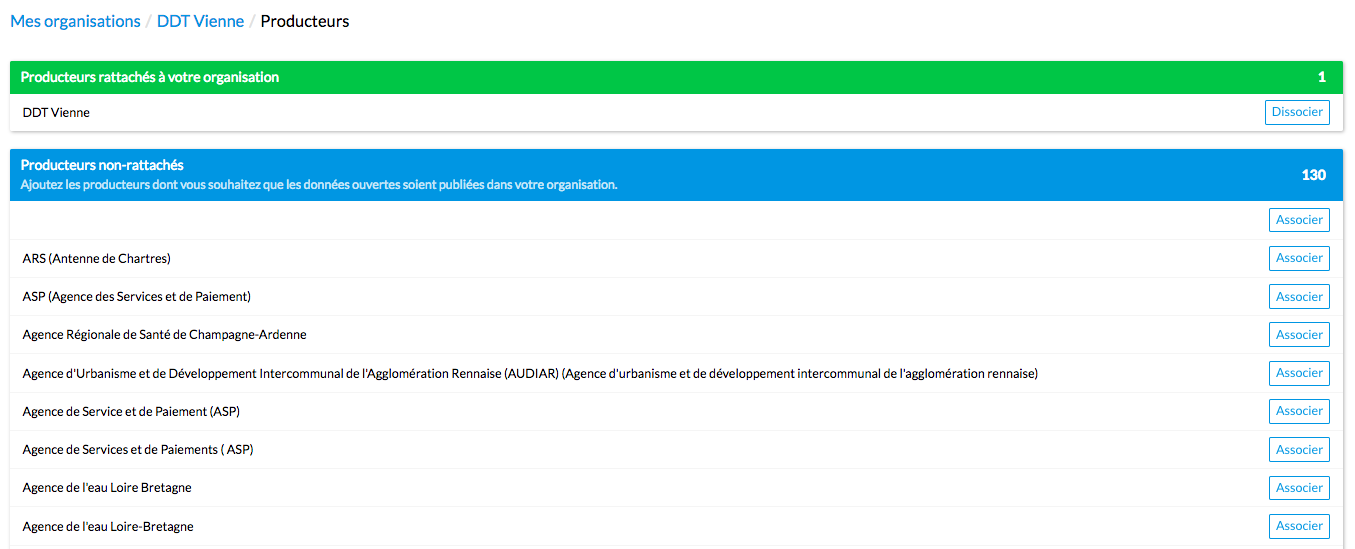 Mes organisations / DDT Vienne / Producteurs
Producteurs rattachés à votre organisation 1
DDT Vienne Dissocier
Producteurs non-rattachés
Ajoutez les producteurs dont vous souhaitez que les données ouvertes soient publiées dans votre organisation. 130
Associer
ARS (Antenne de Chartres) Associer
ASP (Agence des Services et de Paiement) Associer
Agence Régionale de Santé de Champagne-Ardenne Associer
Agence d'Urbanisme et de Développement Intercommunal de l'Agglomération Rennaise (AUDIAR) (Agence d'urbanisme et de développement intercommunal de l'agglomération rennaise) Associer
Agence de Service et de Paiement (ASP) Associer
Agence de Services et de Paiements ( ASP) Associer
Agence de l'eau Loire Bretagne Associer
Agence de l'eau Loire-Bretagne Associer